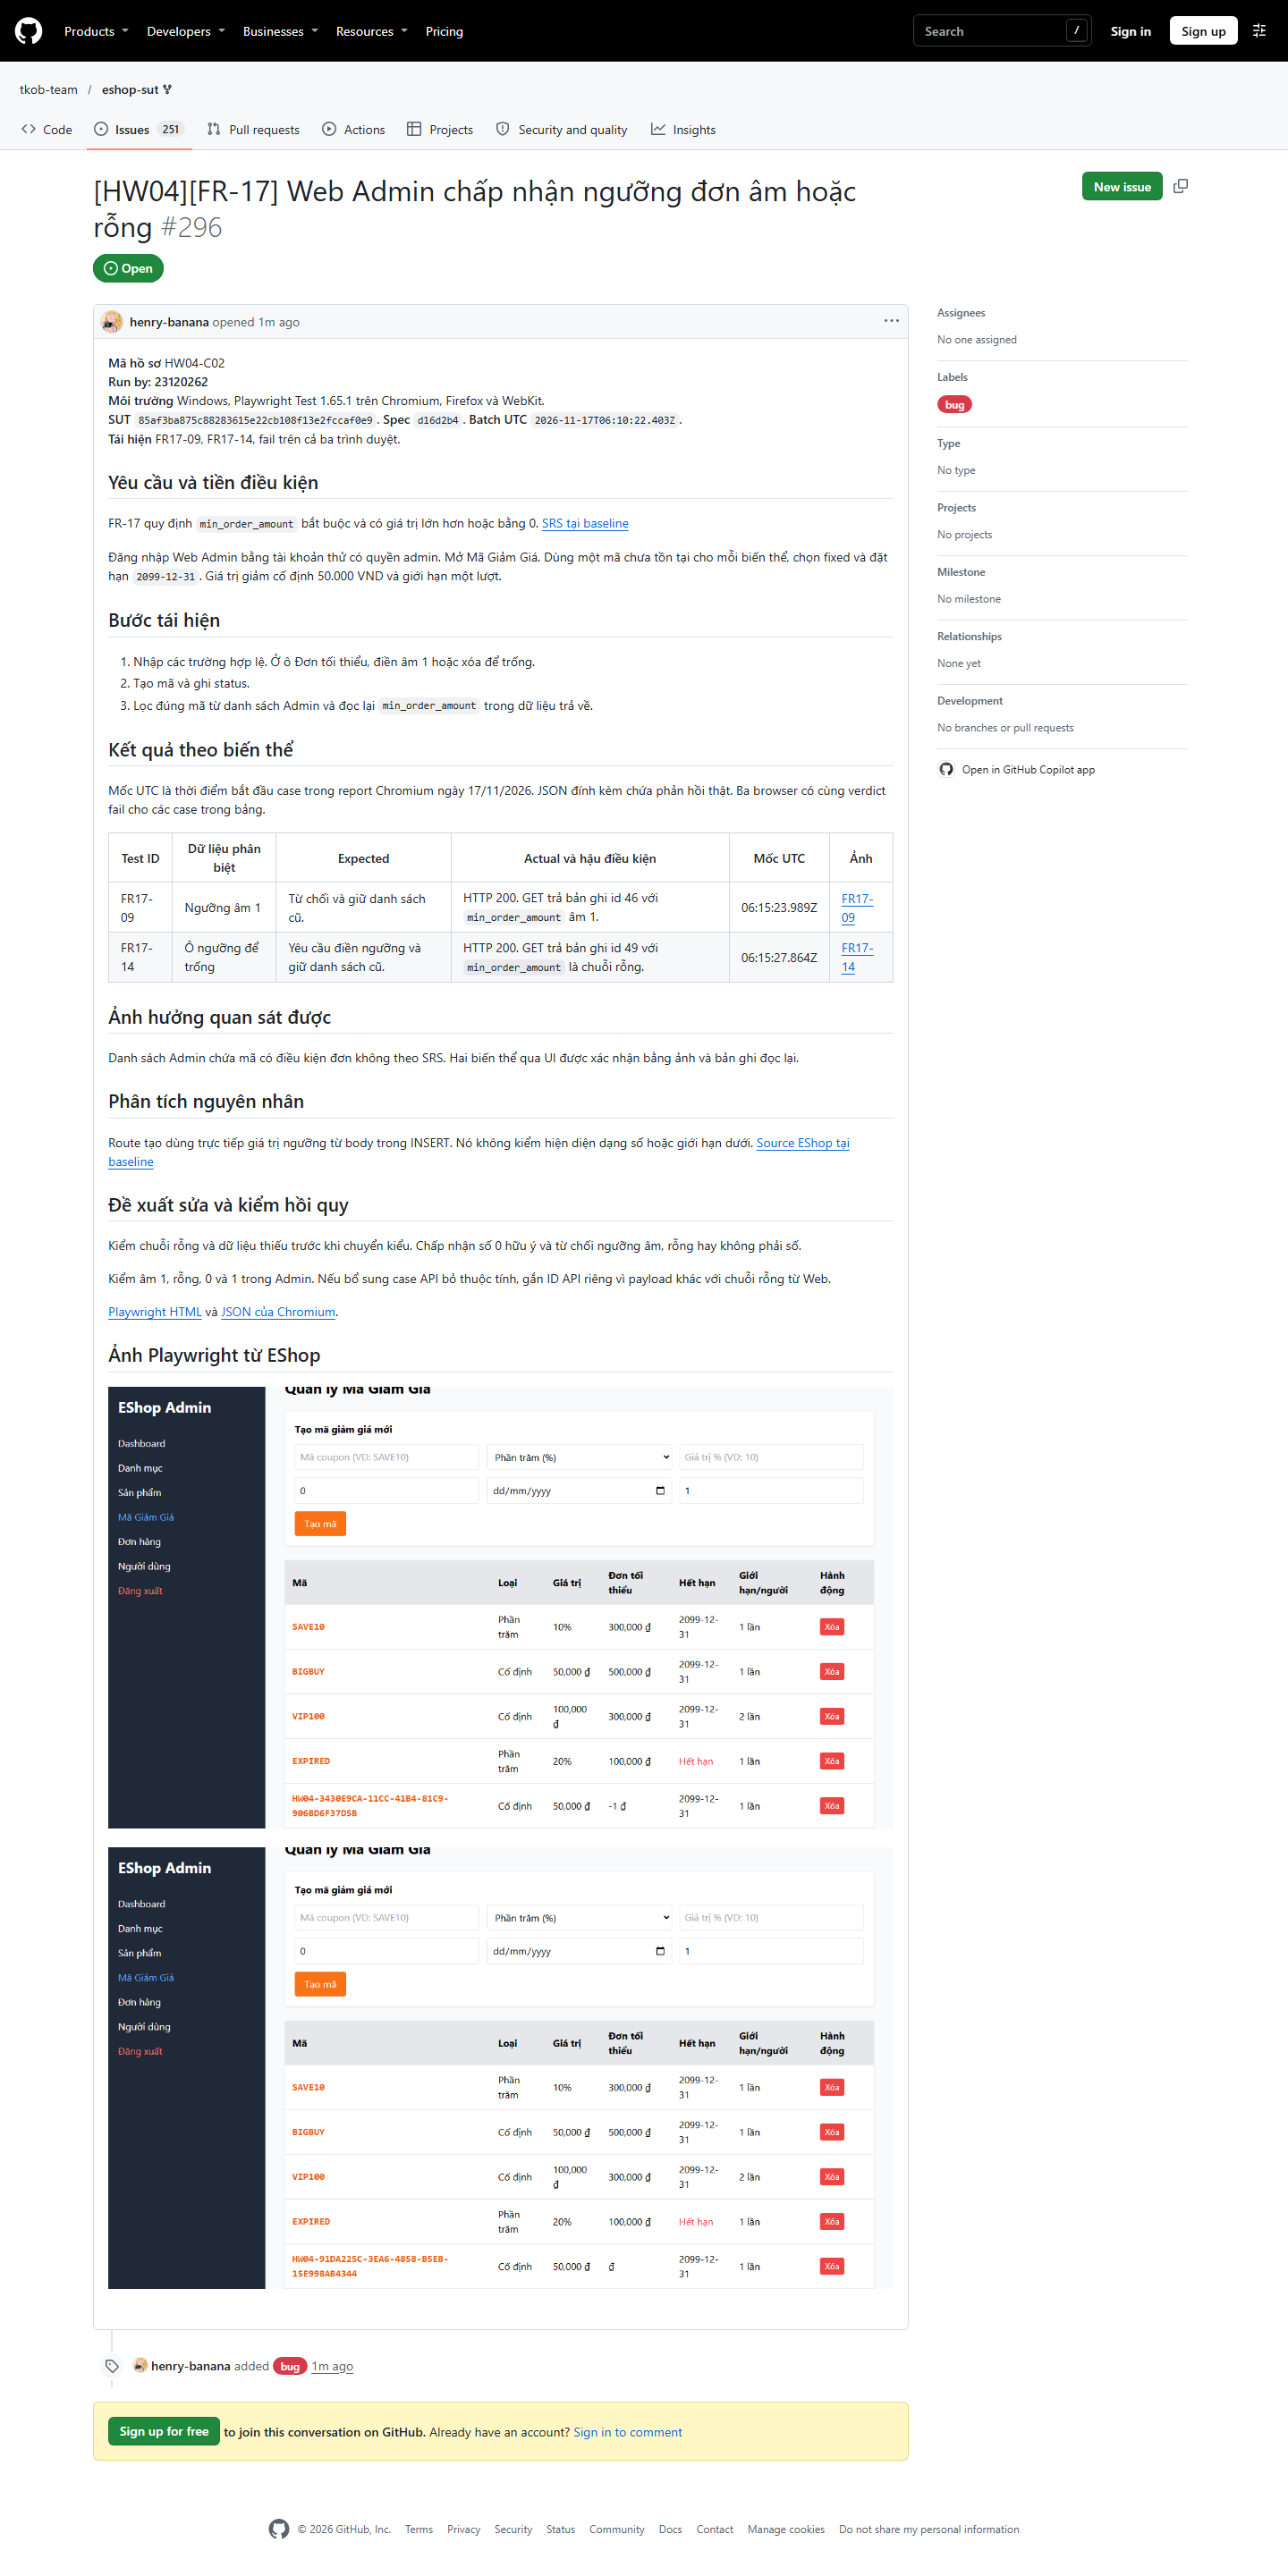 Products
Developers
Businesses
Resources
Pricing
Search
/
Sign in
Sign up
tkob-team / eshop-sut
Code
Issues 251
Pull requests
Actions
Projects
Security and quality
Insights
[HW04][FR-17] Web Admin chấp nhận ngưỡng đơn âm hoặc
rỗng #296
New issue
Open
henry-banana opened 1m ago
Mã hồ sơ HW04-C02
Run by: 23120262
Môi trường Windows, Playwright Test 1.65.1 trên Chromium, Firefox và WebKit.
SUT 85af3ba875c88283615e22cb108f13e2fccaf0e9. Spec d16d2b4. Batch UTC 2026-11-17T06:10:22.403Z.
Tái hiện FR17-09, FR17-14, fail trên cả ba trình duyệt.
Yêu cầu và tiền điều kiện
FR-17 quy định min_order_amount bắt buộc và có giá trị lớn hơn hoặc bằng 0. SRS tại baseline
Đăng nhập Web Admin bằng tài khoản thử có quyền admin. Mở Mã Giảm Giá. Dùng một mã chưa tồn tại cho mỗi biến thể, chọn fixed và đặt
hạn 2099-12-31. Giá trị giảm cố định 50.000 VND và giới hạn một lượt.
Bước tái hiện
1. Nhập các trường hợp lệ. Ở ô Đơn tối thiểu, điền âm 1 hoặc xóa để trống.
2. Tạo mã và ghi status.
3. Lọc đúng mã từ danh sách Admin và đọc lại min_order_amount trong dữ liệu trả về.
Kết quả theo biến thể
Mốc UTC là thời điểm bắt đầu case trong report Chromium ngày 17/11/2026. JSON đính kèm chứa phản hồi thật. Ba browser có cùng verdict
fail cho các case trong bảng.
Test ID
Dữ liệu phân
biệt
Expected
Actual và hậu điều kiện
Mốc UTC
Ảnh
FR17-
09
Ngưỡng âm 1
Từ chối và giữ danh sách
cũ.
HTTP 200. GET trả bản ghi id 46 với
min_order_amount âm 1.
06:15:23.989Z
FR17-
09
FR17-
14
Ô ngưỡng để
trống
Yêu cầu điền ngưỡng và
giữ danh sách cũ.
HTTP 200. GET trả bản ghi id 49 với
min_order_amount là chuỗi rỗng.
06:15:27.864Z
FR17-
14
Ảnh hưởng quan sát được
Danh sách Admin chứa mã có điều kiện đơn không theo SRS. Hai biến thể qua UI được xác nhận bằng ảnh và bản ghi đọc lại.
Phân tích nguyên nhân
Route tạo dùng trực tiếp giá trị ngưỡng từ body trong INSERT. Nó không kiểm hiện diện dạng số hoặc giới hạn dưới. Source EShop tại
baseline
Đề xuất sửa và kiểm hồi quy
Kiểm chuỗi rỗng và dữ liệu thiếu trước khi chuyển kiểu. Chấp nhận số 0 hữu ý và từ chối ngưỡng âm, rỗng hay không phải số.
Kiểm âm 1, rỗng, 0 và 1 trong Admin. Nếu bổ sung case API bỏ thuộc tính, gắn ID API riêng vì payload khác với chuỗi rỗng từ Web.
Playwright HTML và JSON của Chromium.
Ảnh Playwright từ EShop
EShop Admin
Dashboard
Danh mục
Sản phẩm
Mã Giảm Giá
Đơn hàng
Người dùng
Đăng xuất
Quản lý Mã Giảm Giá
Tạo mã giảm giá mới
Mã coupon (VD: SAVE10)
Phần trăm (%)
Giá trị % (VD: 10)
0
dd/mm/yyyy
1
Tạo mã
Mã
Loại
Giá trị
Đơn tối
thiểu
Hết hạn
Giới
hạn/người
Hành
động
SAVE10
Phần
trăm
10%
300,000 ₫
2099-12-
31
1 lần
Xóa
BIGBUY
Cố định
50,000 ₫
500,000 ₫
2099-12-
31
1 lần
Xóa
VIP100
Cố định
100,000
₫
300,000 ₫
2099-12-
31
2 lần
Xóa
EXPIRED
Phần
trăm
20%
100,000 ₫
Hết hạn
1 lần
Xóa
HW04-3430E9CA-11CC-41B4-81C9-
906BD6F37D5B
Cố định
50,000 ₫
-1 ₫
2099-12-
31
1 lần
Xóa
EShop Admin
Dashboard
Danh mục
Sản phẩm
Mã Giảm Giá
Đơn hàng
Người dùng
Đăng xuất
Quản lý Mã Giảm Giá
Tạo mã giảm giá mới
Mã coupon (VD: SAVE10)
Phần trăm (%)
Giá trị % (VD: 10)
0
dd/mm/yyyy
1
Tạo mã
Mã
Loại
Giá trị
Đơn tối
thiểu
Hết hạn
Giới
hạn/người
Hành
động
SAVE10
Phần
trăm
10%
300,000 ₫
2099-12-
31
1 lần
Xóa
BIGBUY
Cố định
50,000 ₫
500,000 ₫
2099-12-
31
1 lần
Xóa
VIP100
Cố định
100,000
₫
300,000 ₫
2099-12-
31
2 lần
Xóa
EXPIRED
Phần
trăm
20%
100,000 ₫
Hết hạn
1 lần
Xóa
HW04-91DA225C-3EA6-4858-B5EB-
15E998AB4344
Cố định
50,000 ₫
₫
2099-12-
31
1 lần
Xóa
Assignees
No one assigned
Labels
bug
Type
No type
Projects
No projects
Milestone
No milestone
Relationships
None yet
Development
No branches or pull requests
Open in GitHub Copilot app
henry-banana added bug 1m ago
Sign up for free to join this conversation on GitHub. Already have an account? Sign in to comment
© 2026 GitHub, Inc.
Terms
Privacy
Security
Status
Community
Docs
Contact
Manage cookies
Do not share my personal information